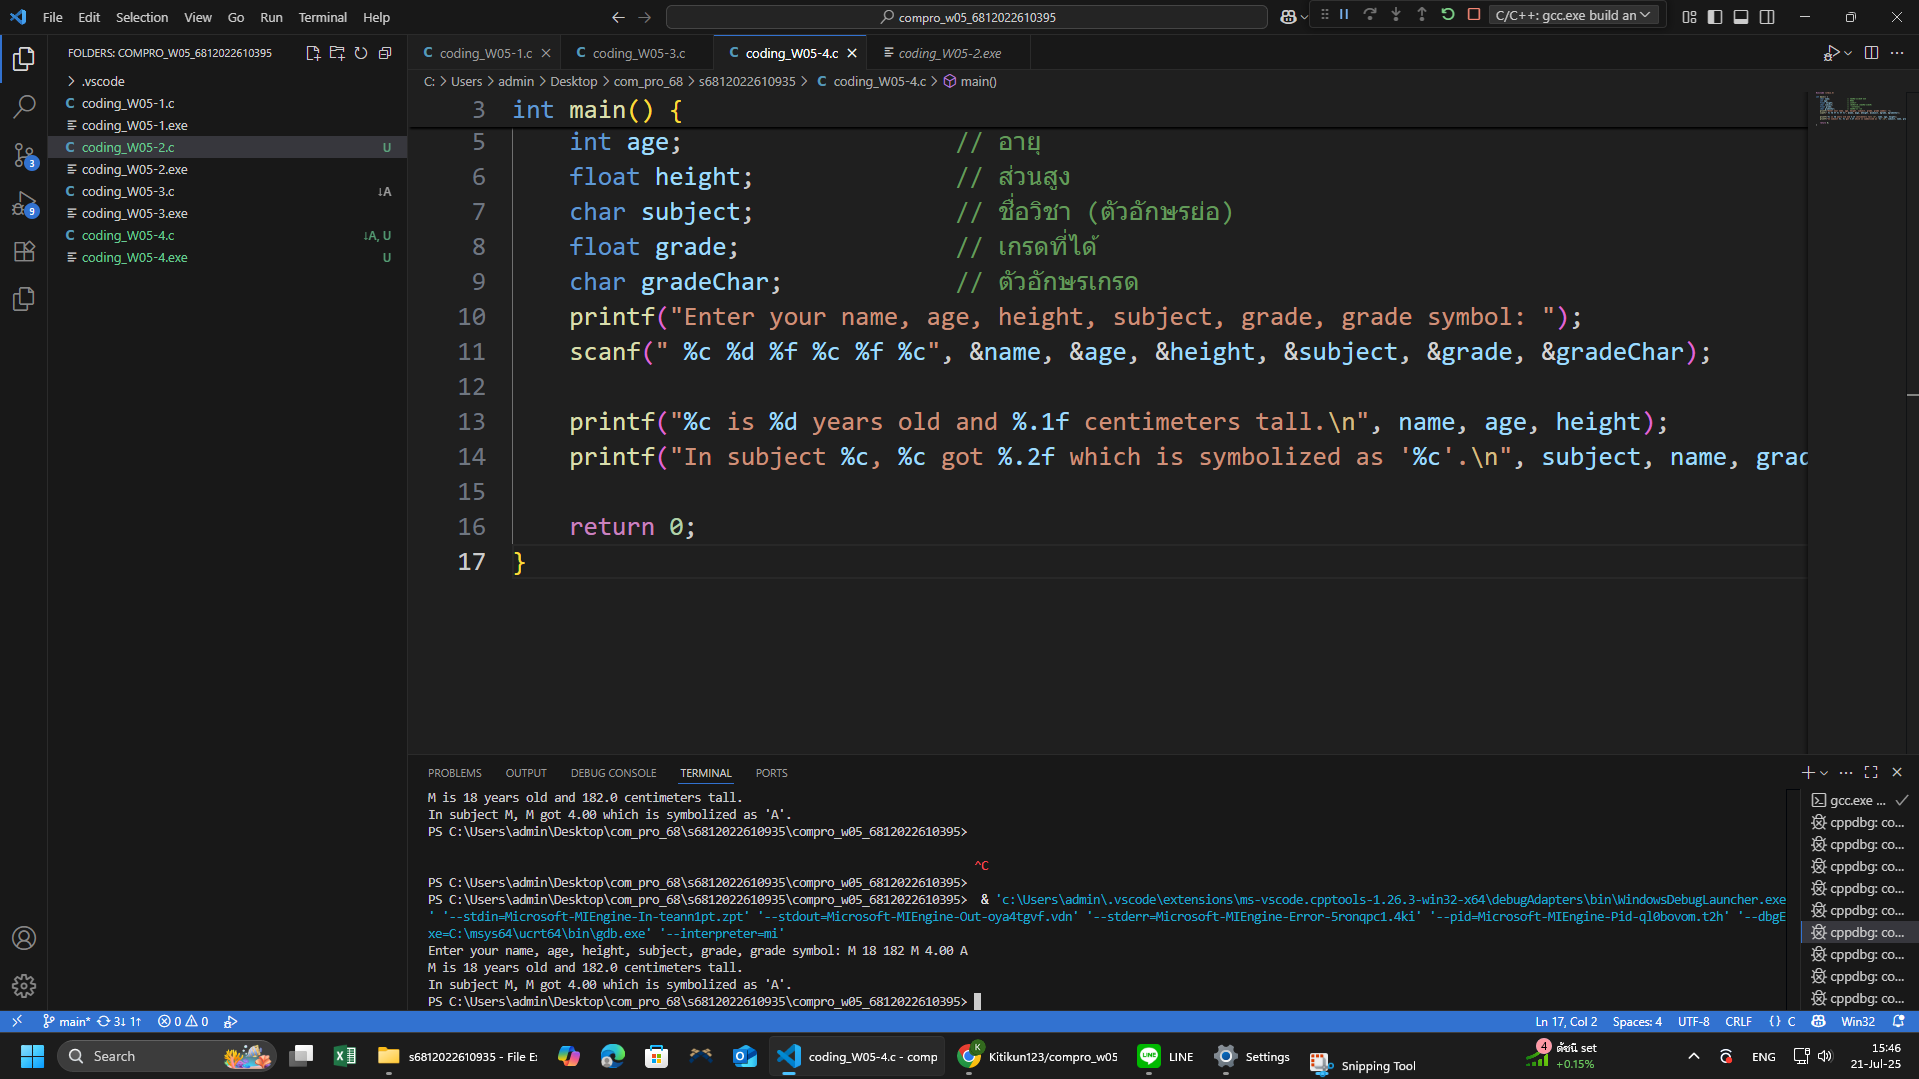 File Edit Selection View Go Run Terminal Help
compro_w05_6812022610395
C/C++: gcc.exe build an
FOLDERS: COMPRO_W05_6812022610395
.vscode
C coding_W05-1.c
coding_W05-1.exe
C coding_W05-2.c U
coding_W05-2.exe
C coding_W05-3.c ↓A
coding_W05-3.exe
C coding_W05-4.c ↓A, U
coding_W05-4.exe U
3
9
C coding_W05-1.c C coding_W05-3.c C coding_W05-4.c coding_W05-2.exe
C: > Users > admin > Desktop > com_pro_68 > s6812022610935 > C coding_W05-4.c > main()
3 int main() {
5 int age; // อายุ
6 float height; // ส่วนสูง
7 char subject; // ชื่อวิชา (ตัวอักษรย่อ)
8 float grade; // เกรดที่ได้
9 char gradeChar; // ตัวอักษรเกรด
10 printf("Enter your name, age, height, subject, grade, grade symbol: ");
11 scanf(" %c %d %f %c %f %c", &name, &age, &height, &subject, &grade, &gradeChar);
12
13 printf("%c is %d years old and %.1f centimeters tall.\n", name, age, height);
14 printf("In subject %c, %c got %.2f which is symbolized as '%c'.\n", subject, name, grad
15
16 return 0;
17 }
PROBLEMS OUTPUT DEBUG CONSOLE TERMINAL PORTS
M is 18 years old and 182.0 centimeters tall.
In subject M, M got 4.00 which is symbolized as 'A'.
PS C:\Users\admin\Desktop\com_pro_68\s6812022610935\compro_w05_6812022610395>
^C
PS C:\Users\admin\Desktop\com_pro_68\s6812022610935\compro_w05_6812022610395>
PS C:\Users\admin\Desktop\com_pro_68\s6812022610935\compro_w05_6812022610395> & 'c:\Users\admin\.vscode\extensions\ms-vscode.cpptools-1.26.3-win32-x64\debugAdapters\bin\WindowsDebugLauncher.exe
' '--stdin=Microsoft-MIEngine-In-teann1pt.zpt' '--stdout=Microsoft-MIEngine-Out-oya4tgvf.vdn' '--stderr=Microsoft-MIEngine-Error-5ronqpc1.4ki' '--pid=Microsoft-MIEngine-Pid-ql0bovom.t2h' '--dbgE
xe=C:\msys64\ucrt64\bin\gdb.exe' '--interpreter=mi'
Enter your name, age, height, subject, grade, grade symbol: M 18 182 M 4.00 A
M is 18 years old and 182.0 centimeters tall.
In subject M, M got 4.00 which is symbolized as 'A'.
PS C:\Users\admin\Desktop\com_pro_68\s6812022610935\compro_w05_6812022610395>
gcc.exe ...
cppdbg: co...
cppdbg: co...
cppdbg: co...
cppdbg: co...
cppdbg: co...
cppdbg: co...
cppdbg: co...
cppdbg: co...
cppdbg: co...
main* 3↓ 1↑ 0 0 Ln 17, Col 2 Spaces: 4 UTF-8 CRLF {} C Win32
Search s6812022610935 - File E: coding_W05-4.c - comp Kitikun123/compro_w05 LINE Settings Snipping Tool
4 ดัชนี set
+0.15%
ENG
15:46
21-Jul-25